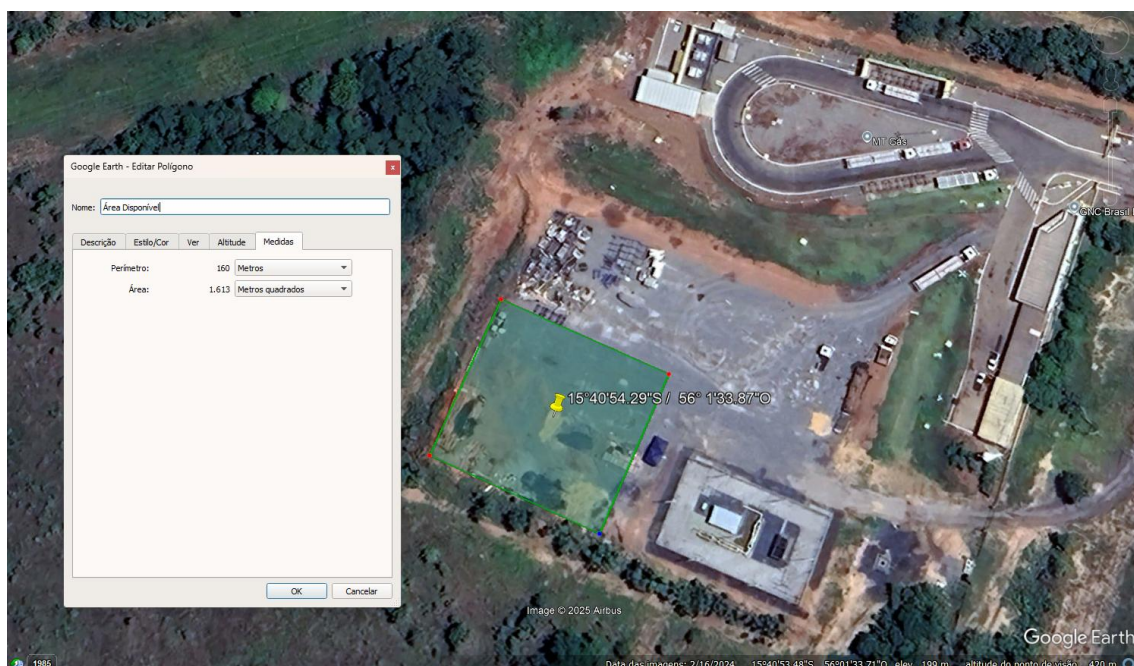 Google Earth - Editar Polígono
x
Nome: Área Disponível
Descrição Estilo/Cor Ver Altitude Medidas
Perímetro: 160 Metros
Área: 1.613 Metros quadrados
OK Cancelar
MT Gás
GNC Brasil
15°40'54.29"S / 56° 1'33.87"O
Image © 2025 Airbus
Google Earth
1985
Data das imagens: 2/16/2024 15°40'53.48"S 56°01'33.71"O elev. 199 m altitude do ponto de visão 420 m